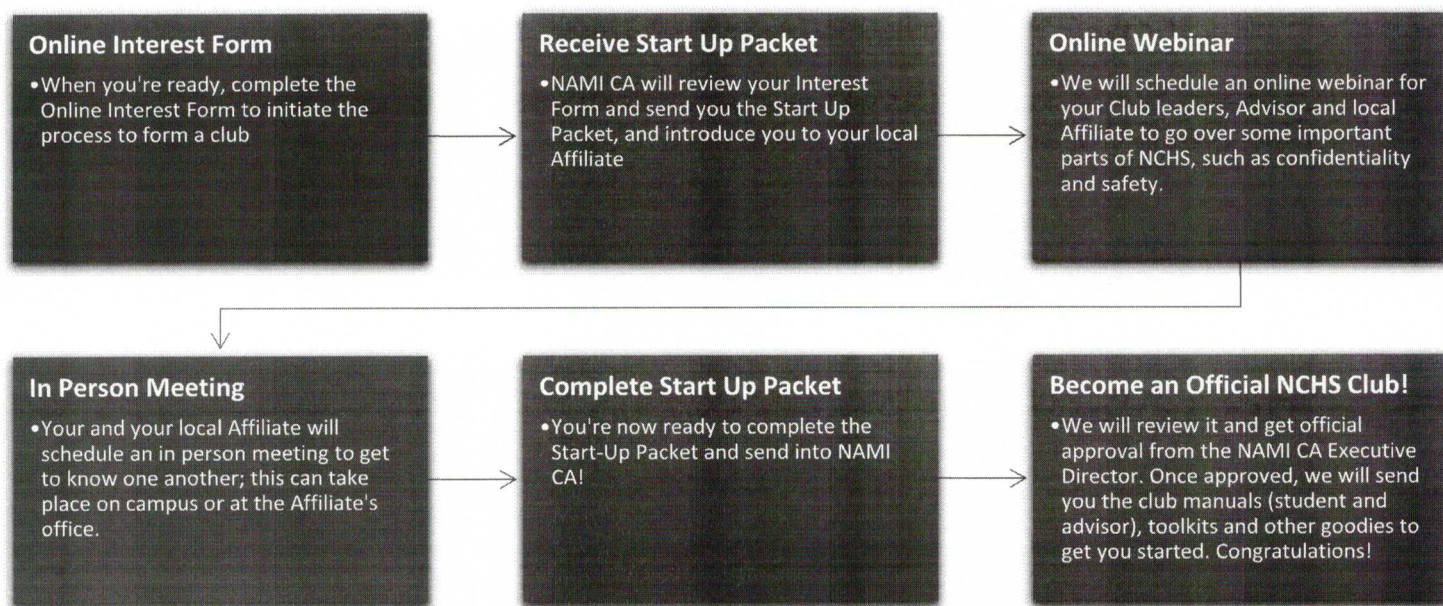 Online Interest Form
•When you're ready, complete the
Online Interest Form to initiate the
process to form a club
Receive Start Up Packet
•NAMI CA will review your Interest
Form and send you the Start Up
Packet, and introduce you to your local
Affiliate
Online Webinar
•We will schedule an online webinar for
your Club leaders, Advisor and local
Affiliate to go over some important
parts of NCHS, such as confidentiality
and safety.
In Person Meeting
•Your and your local Affiliate will
schedule an in person meeting to get
to know one another; this can take
place on campus or at the Affiliate's
office.
Complete Start Up Packet
•You're now ready to complete the
Start-Up Packet and send into NAMI
CA!
Become an Official NCHS Club!
•We will review it and get official
approval from the NAMI CA Executive
Director. Once approved, we will send
you the club manuals (student and
advisor), toolkits and other goodies to
get you started. Congratulations!